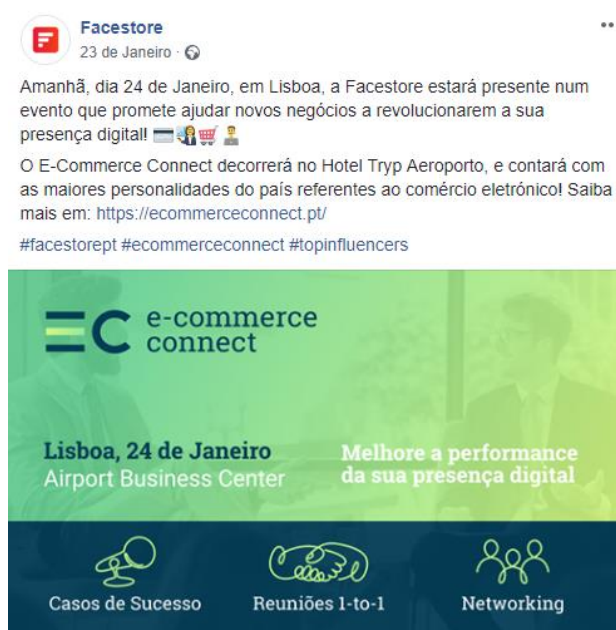 Facestore
23 de Janeiro ·
Amanhã, dia 24 de Janeiro, em Lisboa, a Facestore estará presente num
evento que promete ajudar novos negócios a revolucionarem a sua
presença digital!
O E-Commerce Connect decorrerá no Hotel Tryp Aeroporto, e contará com
as maiores personalidades do país referentes ao comércio eletrónico! Saiba
mais em: https://ecommerceconnect.pt/
#facestorept #ecommerceconnect #topinfluencers
EC e-commerce
connect
Lisboa, 24 de Janeiro
Airport Business Center
Melhore a performance
da sua presença digital
Casos de Sucesso
Reuniões 1-to-1
Networking